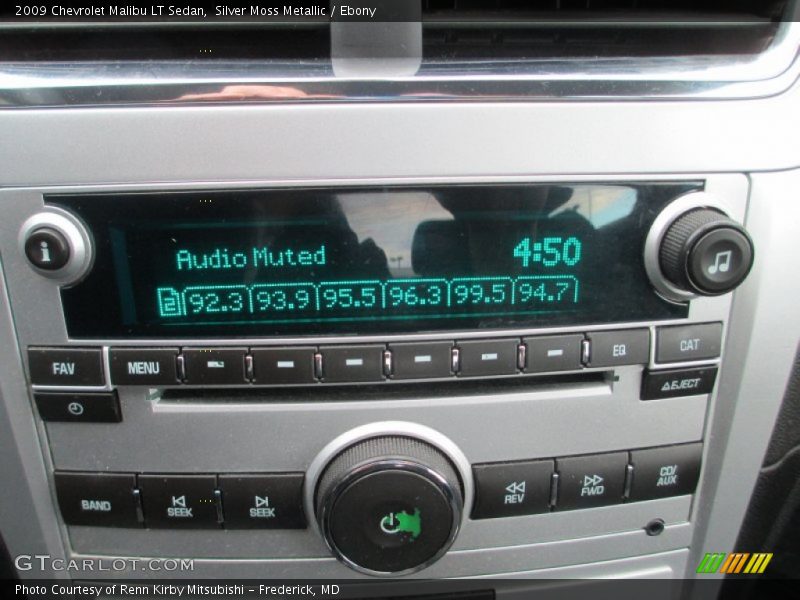 2009 Chevrolet Malibu LT Sedan,  Silver Moss Metallic / Ebony
i
Audio Muted 4:50
2 92.3 93.9 95.5 96.3 99.5 94.7
FAV MENU EQ CAT
EJECT
BAND SEEK SEEK REV FWD CD/AUX
GTCARLOT.COM
Photo Courtesy of Renn Kirby Mitsubishi - Frederick, MD